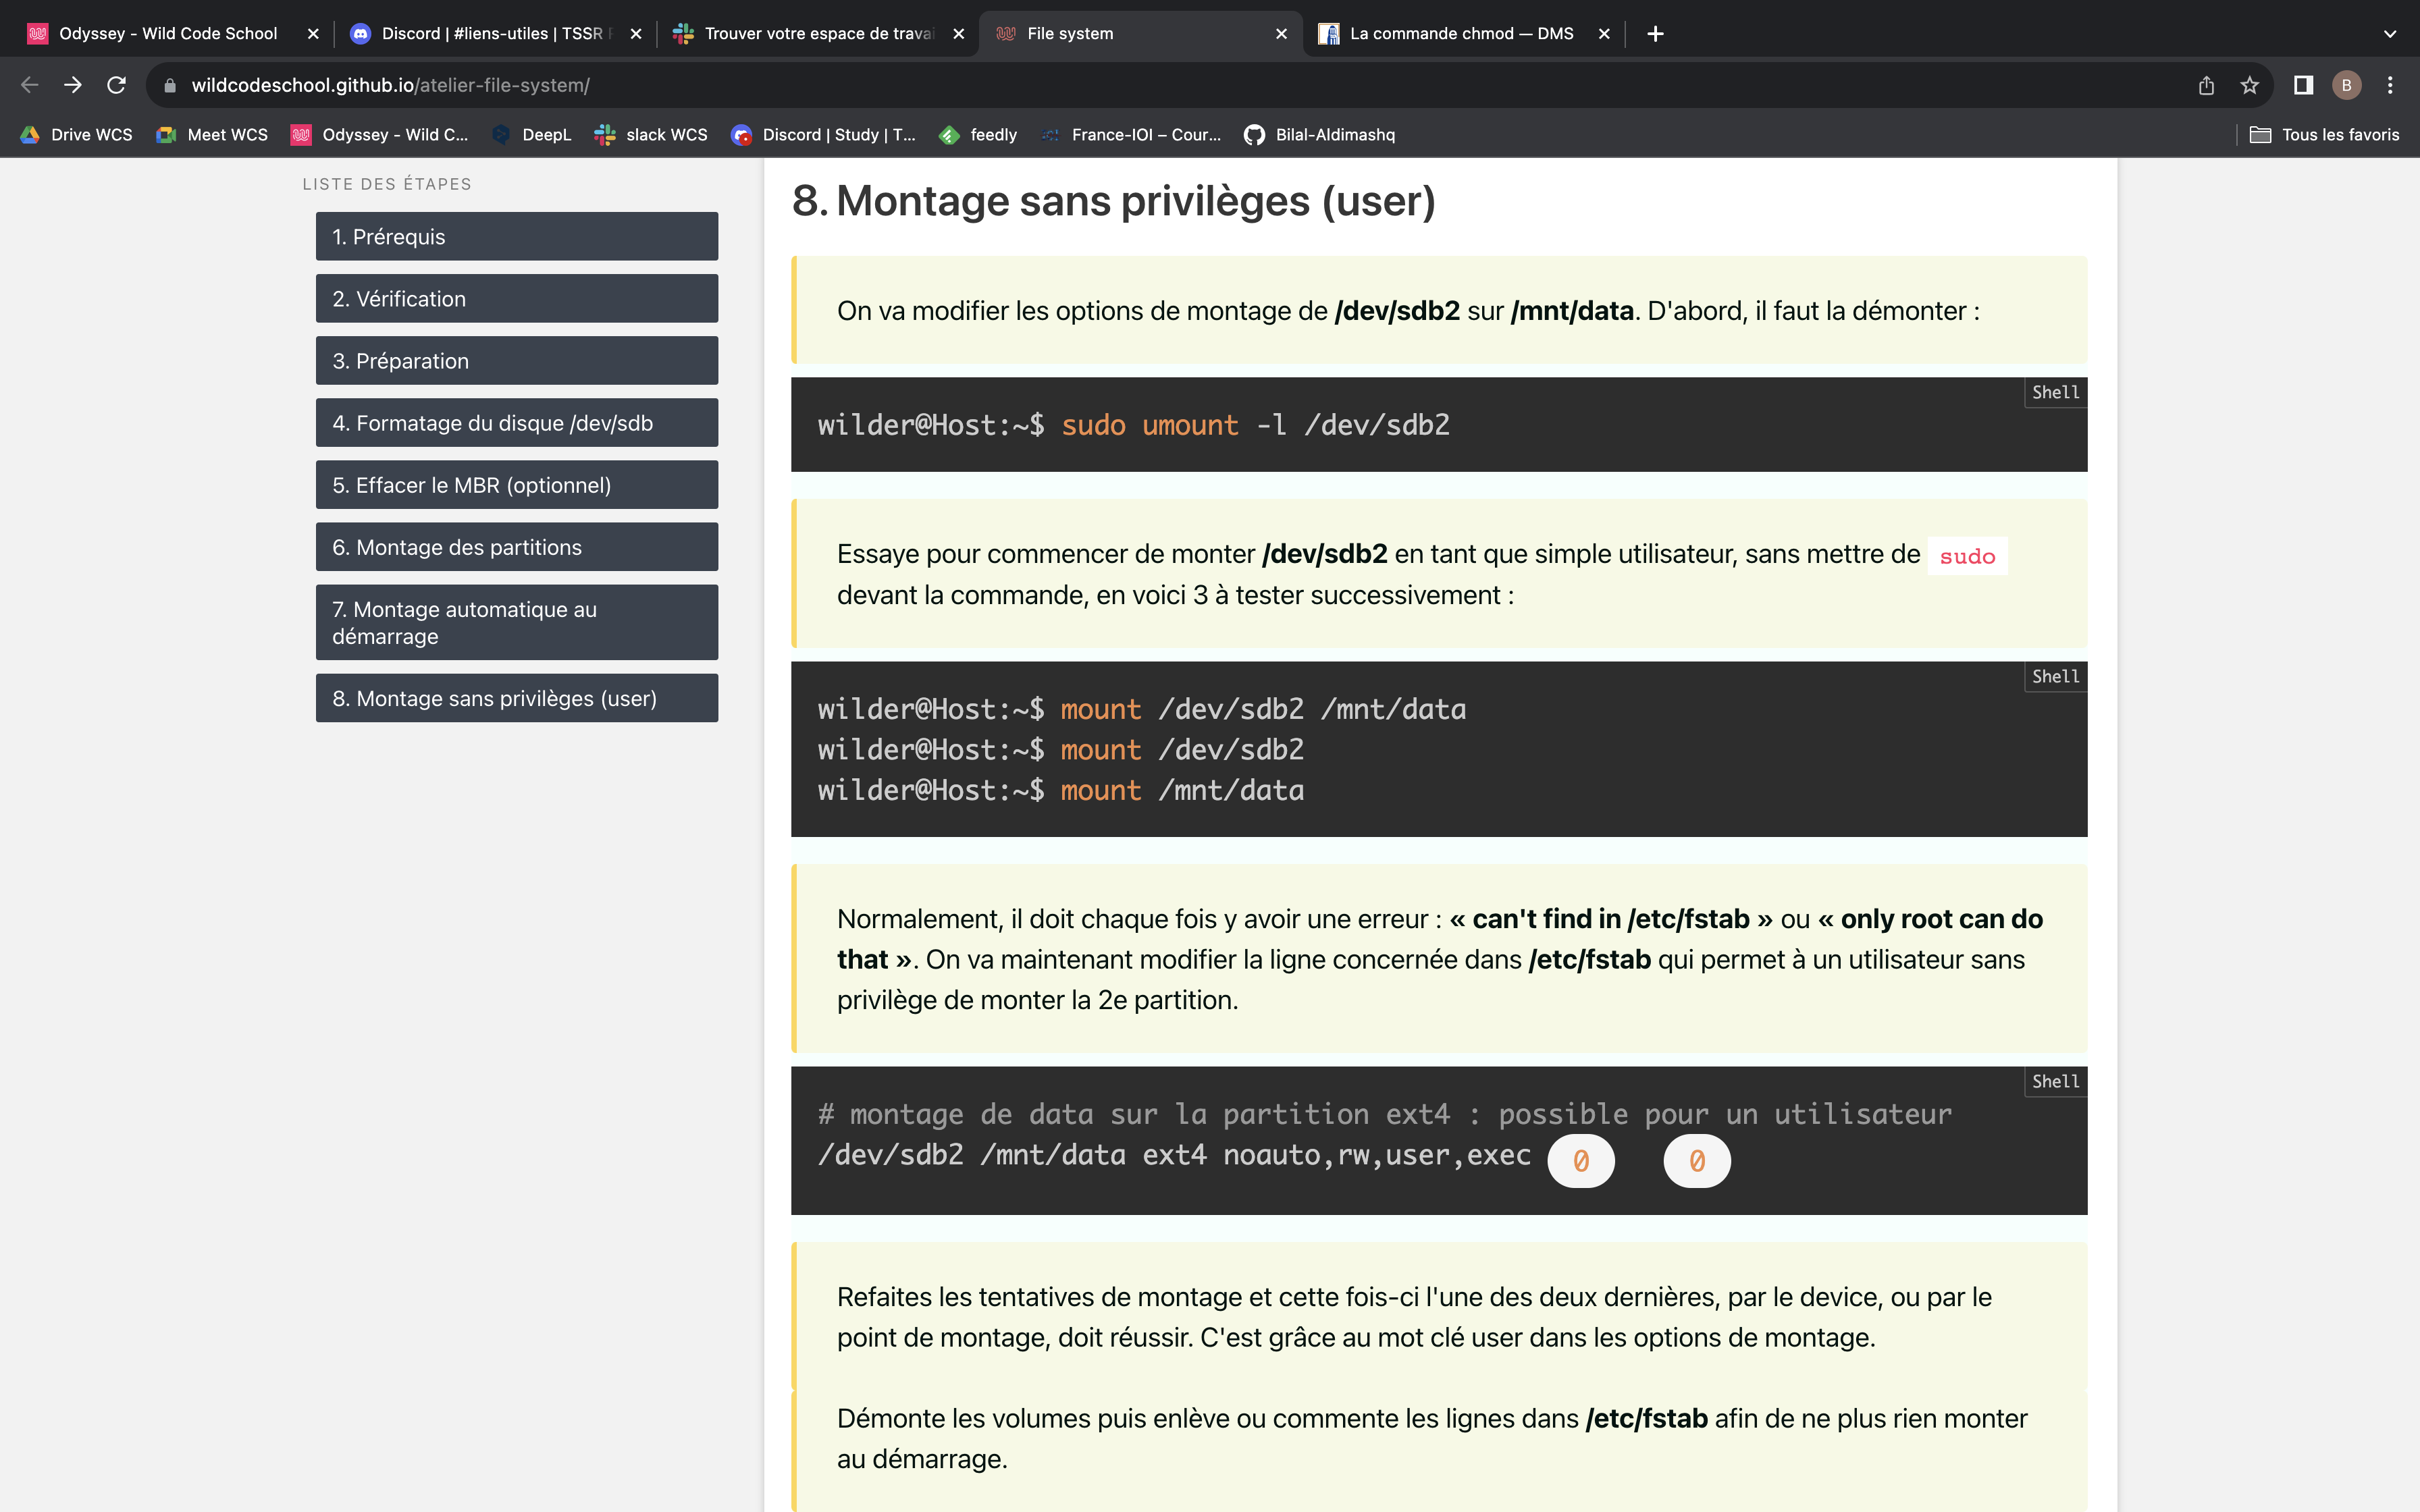 Odyssey - Wild Code School
Discord | #liens-utiles | TSSR
Trouver votre espace de travai
File system
La commande chmod — DMS
wildcodeschool.github.io/atelier-file-system/
B
Drive WCS
Meet WCS
Odyssey - Wild C...
DeepL
slack WCS
Discord | Study | T...
feedly
France-IOI – Cour...
Bilal-Aldimashq
Tous les favoris
LISTE DES ÉTAPES
1. Prérequis
2. Vérification
3. Préparation
4. Formatage du disque /dev/sdb
5. Effacer le MBR (optionnel)
6. Montage des partitions
7. Montage automatique au
démarrage
8. Montage sans privilèges (user)
8. Montage sans privilèges (user)
On va modifier les options de montage de /dev/sdb2 sur /mnt/data. D'abord, il faut la démonter :
Shell
wilder@Host:~$ sudo umount -l /dev/sdb2
Essaye pour commencer de monter /dev/sdb2 en tant que simple utilisateur, sans mettre de sudo
devant la commande, en voici 3 à tester successivement :
Shell
wilder@Host:~$ mount /dev/sdb2 /mnt/data
wilder@Host:~$ mount /dev/sdb2
wilder@Host:~$ mount /mnt/data
Normalement, il doit chaque fois y avoir une erreur : « can't find in /etc/fstab » ou « only root can do
that ». On va maintenant modifier la ligne concernée dans /etc/fstab qui permet à un utilisateur sans
privilège de monter la 2e partition.
Shell
# montage de data sur la partition ext4 : possible pour un utilisateur
/dev/sdb2 /mnt/data ext4 noauto,rw,user,exec 0 0
Refaites les tentatives de montage et cette fois-ci l'une des deux dernières, par le device, ou par le
point de montage, doit réussir. C'est grâce au mot clé user dans les options de montage.
Démonte les volumes puis enlève ou commente les lignes dans /etc/fstab afin de ne plus rien monter
au démarrage.